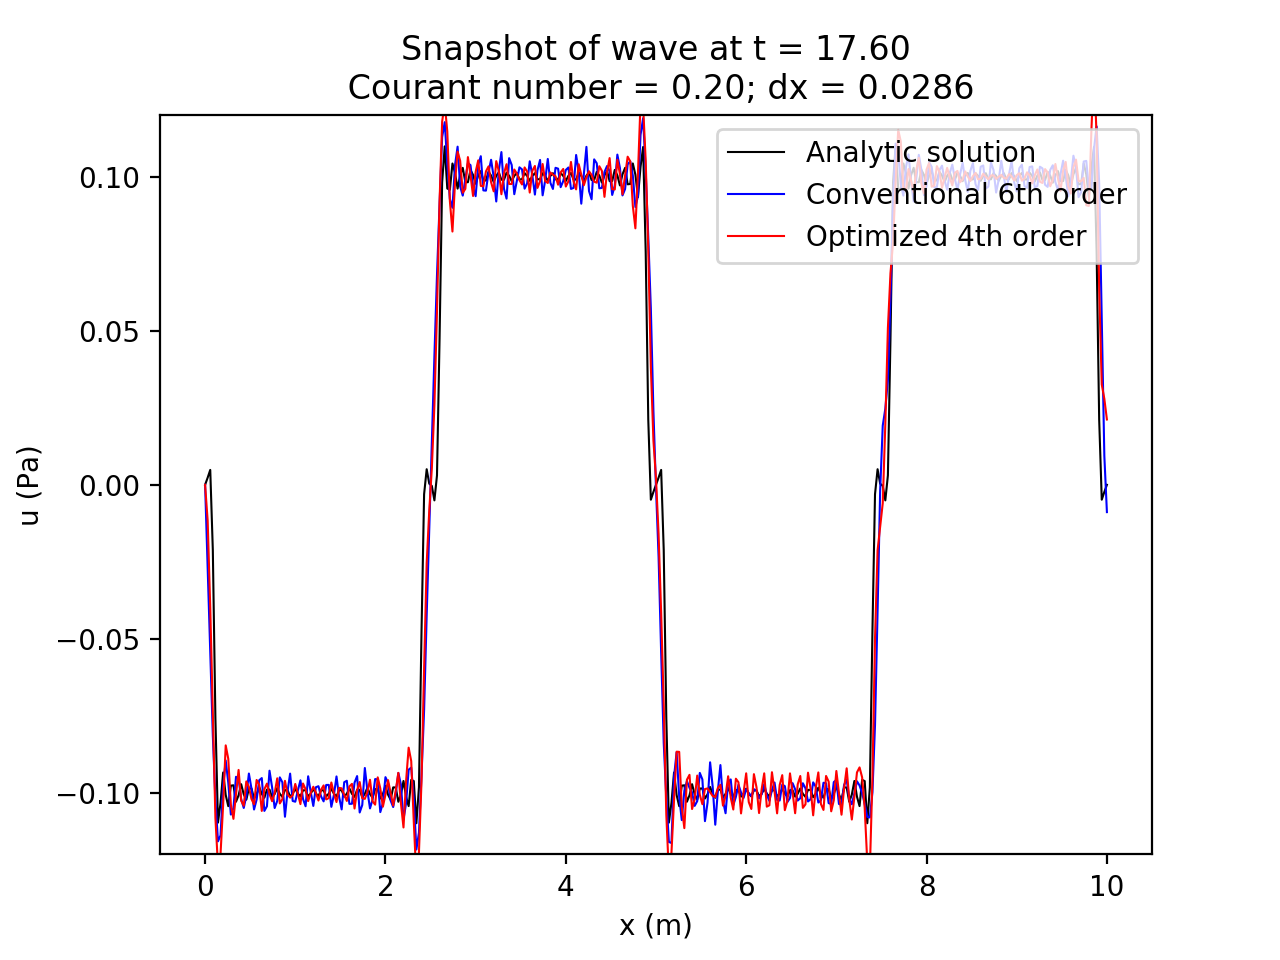 Snapshot of wave at t = 17.60
Courant number = 0.20; dx = 0.0286
Analytic solution
Conventional 6th order
Optimized 4th order
0.10
0.05
0.00
−0.05
−0.10
u (Pa)
0 2 4 6 8 10
x (m)